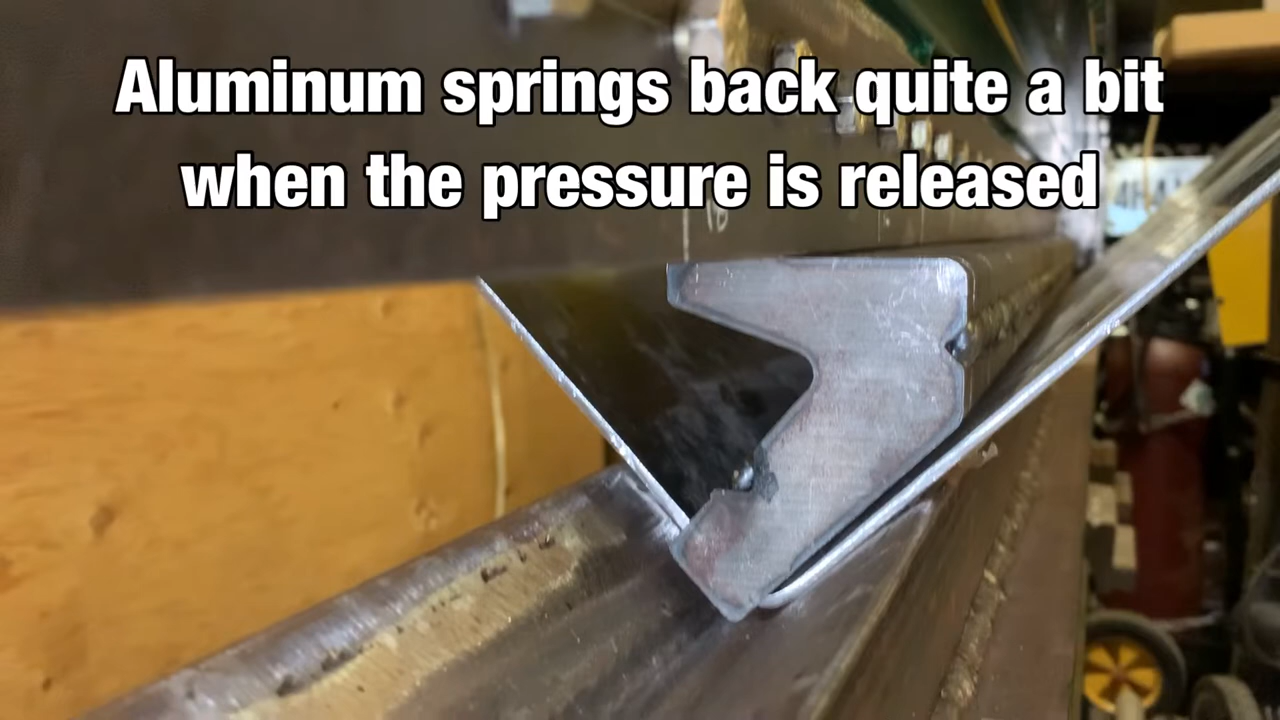 Aluminum springs back quite a bit
when the pressure is released